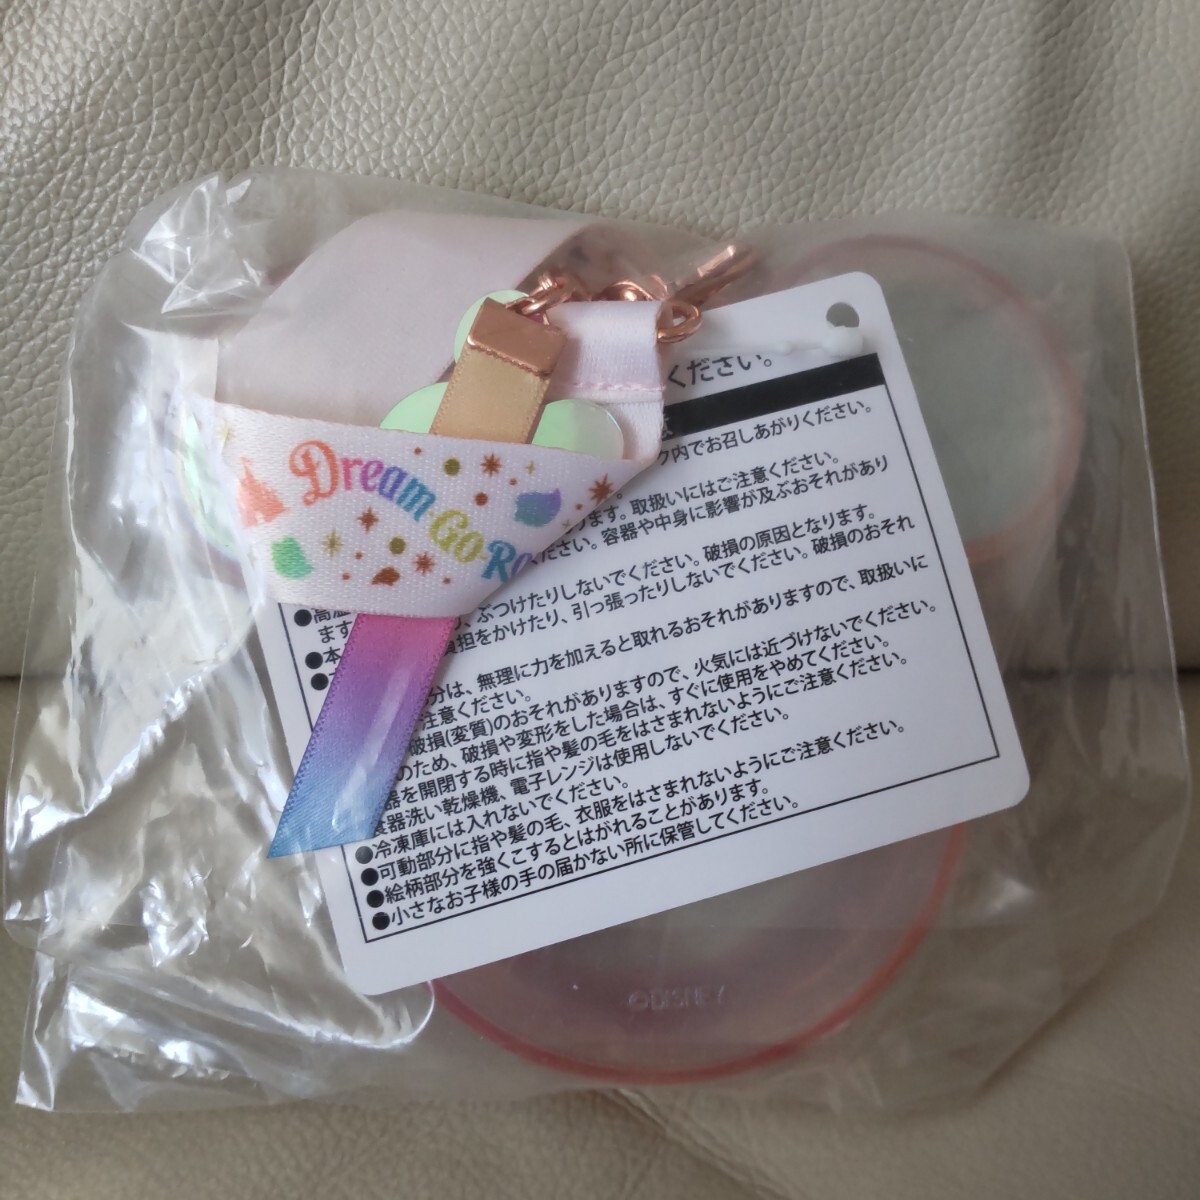 ください。
ク内でお召しあがりください。
ます。取扱いにはご注意ください。
ください。容器や中身に影響が及ぶおそれがあり
Dream Go Ro
ぶつけたりしないでください。破損の原因となります。
負担をかけたり、引っ張ったりしないでください。破損のおそれ
ます
●本
分は、無理に力を加えると取れるおそれがありますので、取扱いに
注意ください。
破損(変質)のおそれがありますので、火気には近づけないでください。
のため、破損や変形をした場合は、すぐに使用をやめてください。
器を開閉する時に指や髪の毛をはさまれないようにご注意ください。
食器洗い乾燥機、電子レンジは使用しないでください。
●冷凍庫には入れないでください。
●可動部分に指や髪の毛、衣服をはさまれないようにご注意ください。
●絵柄部分を強くこするとはがれることがあります。
●小さなお子様の手の届かない所に保管してください。
©DISNEY